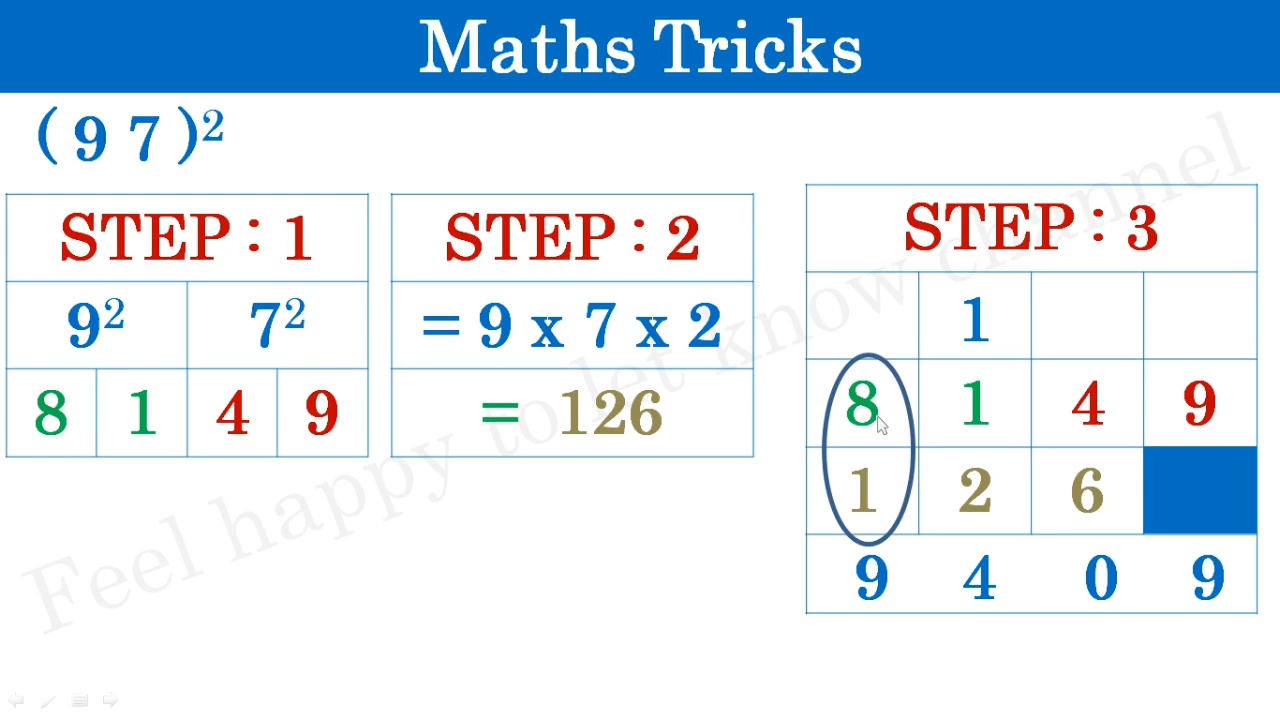 Maths Tricks
( 9 7 )²
STEP : 1
9² 7²
8 1 4 9
STEP : 2
= 9 x 7 x 2
= 126
STEP : 3
1
8 1 4 9
1 2 6
9 4 0 9
Feel happy to let know channel